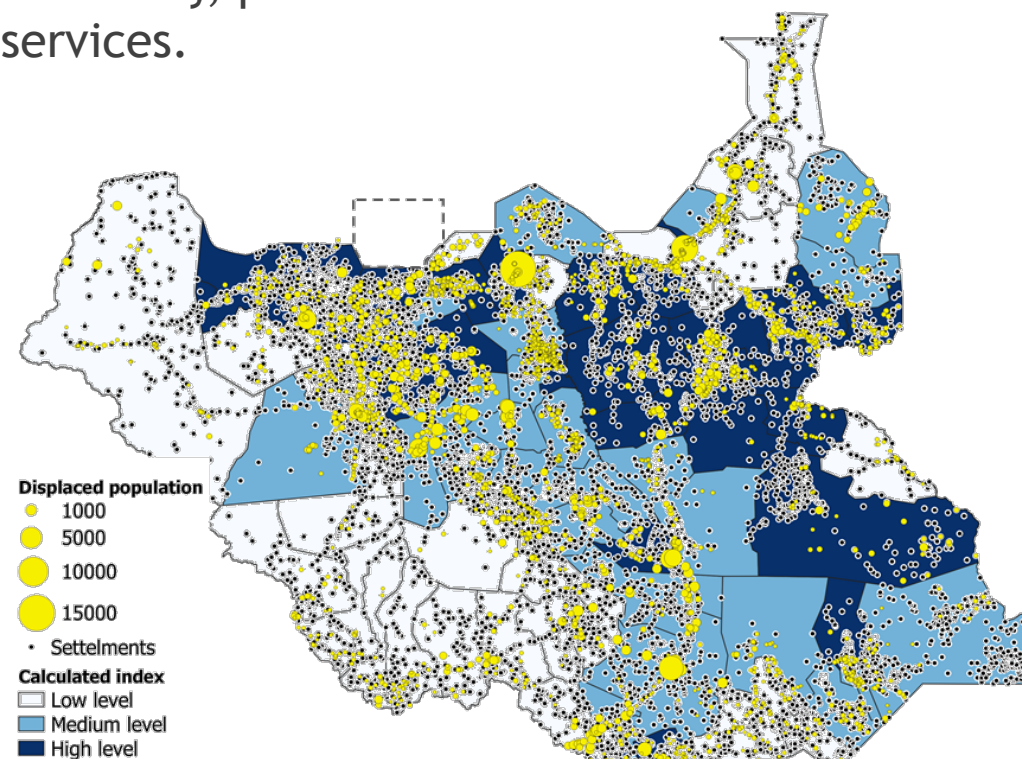 services.
Displaced population
1000
5000
10000
15000
Settelments
Calculated index
Low level
Medium level
High level